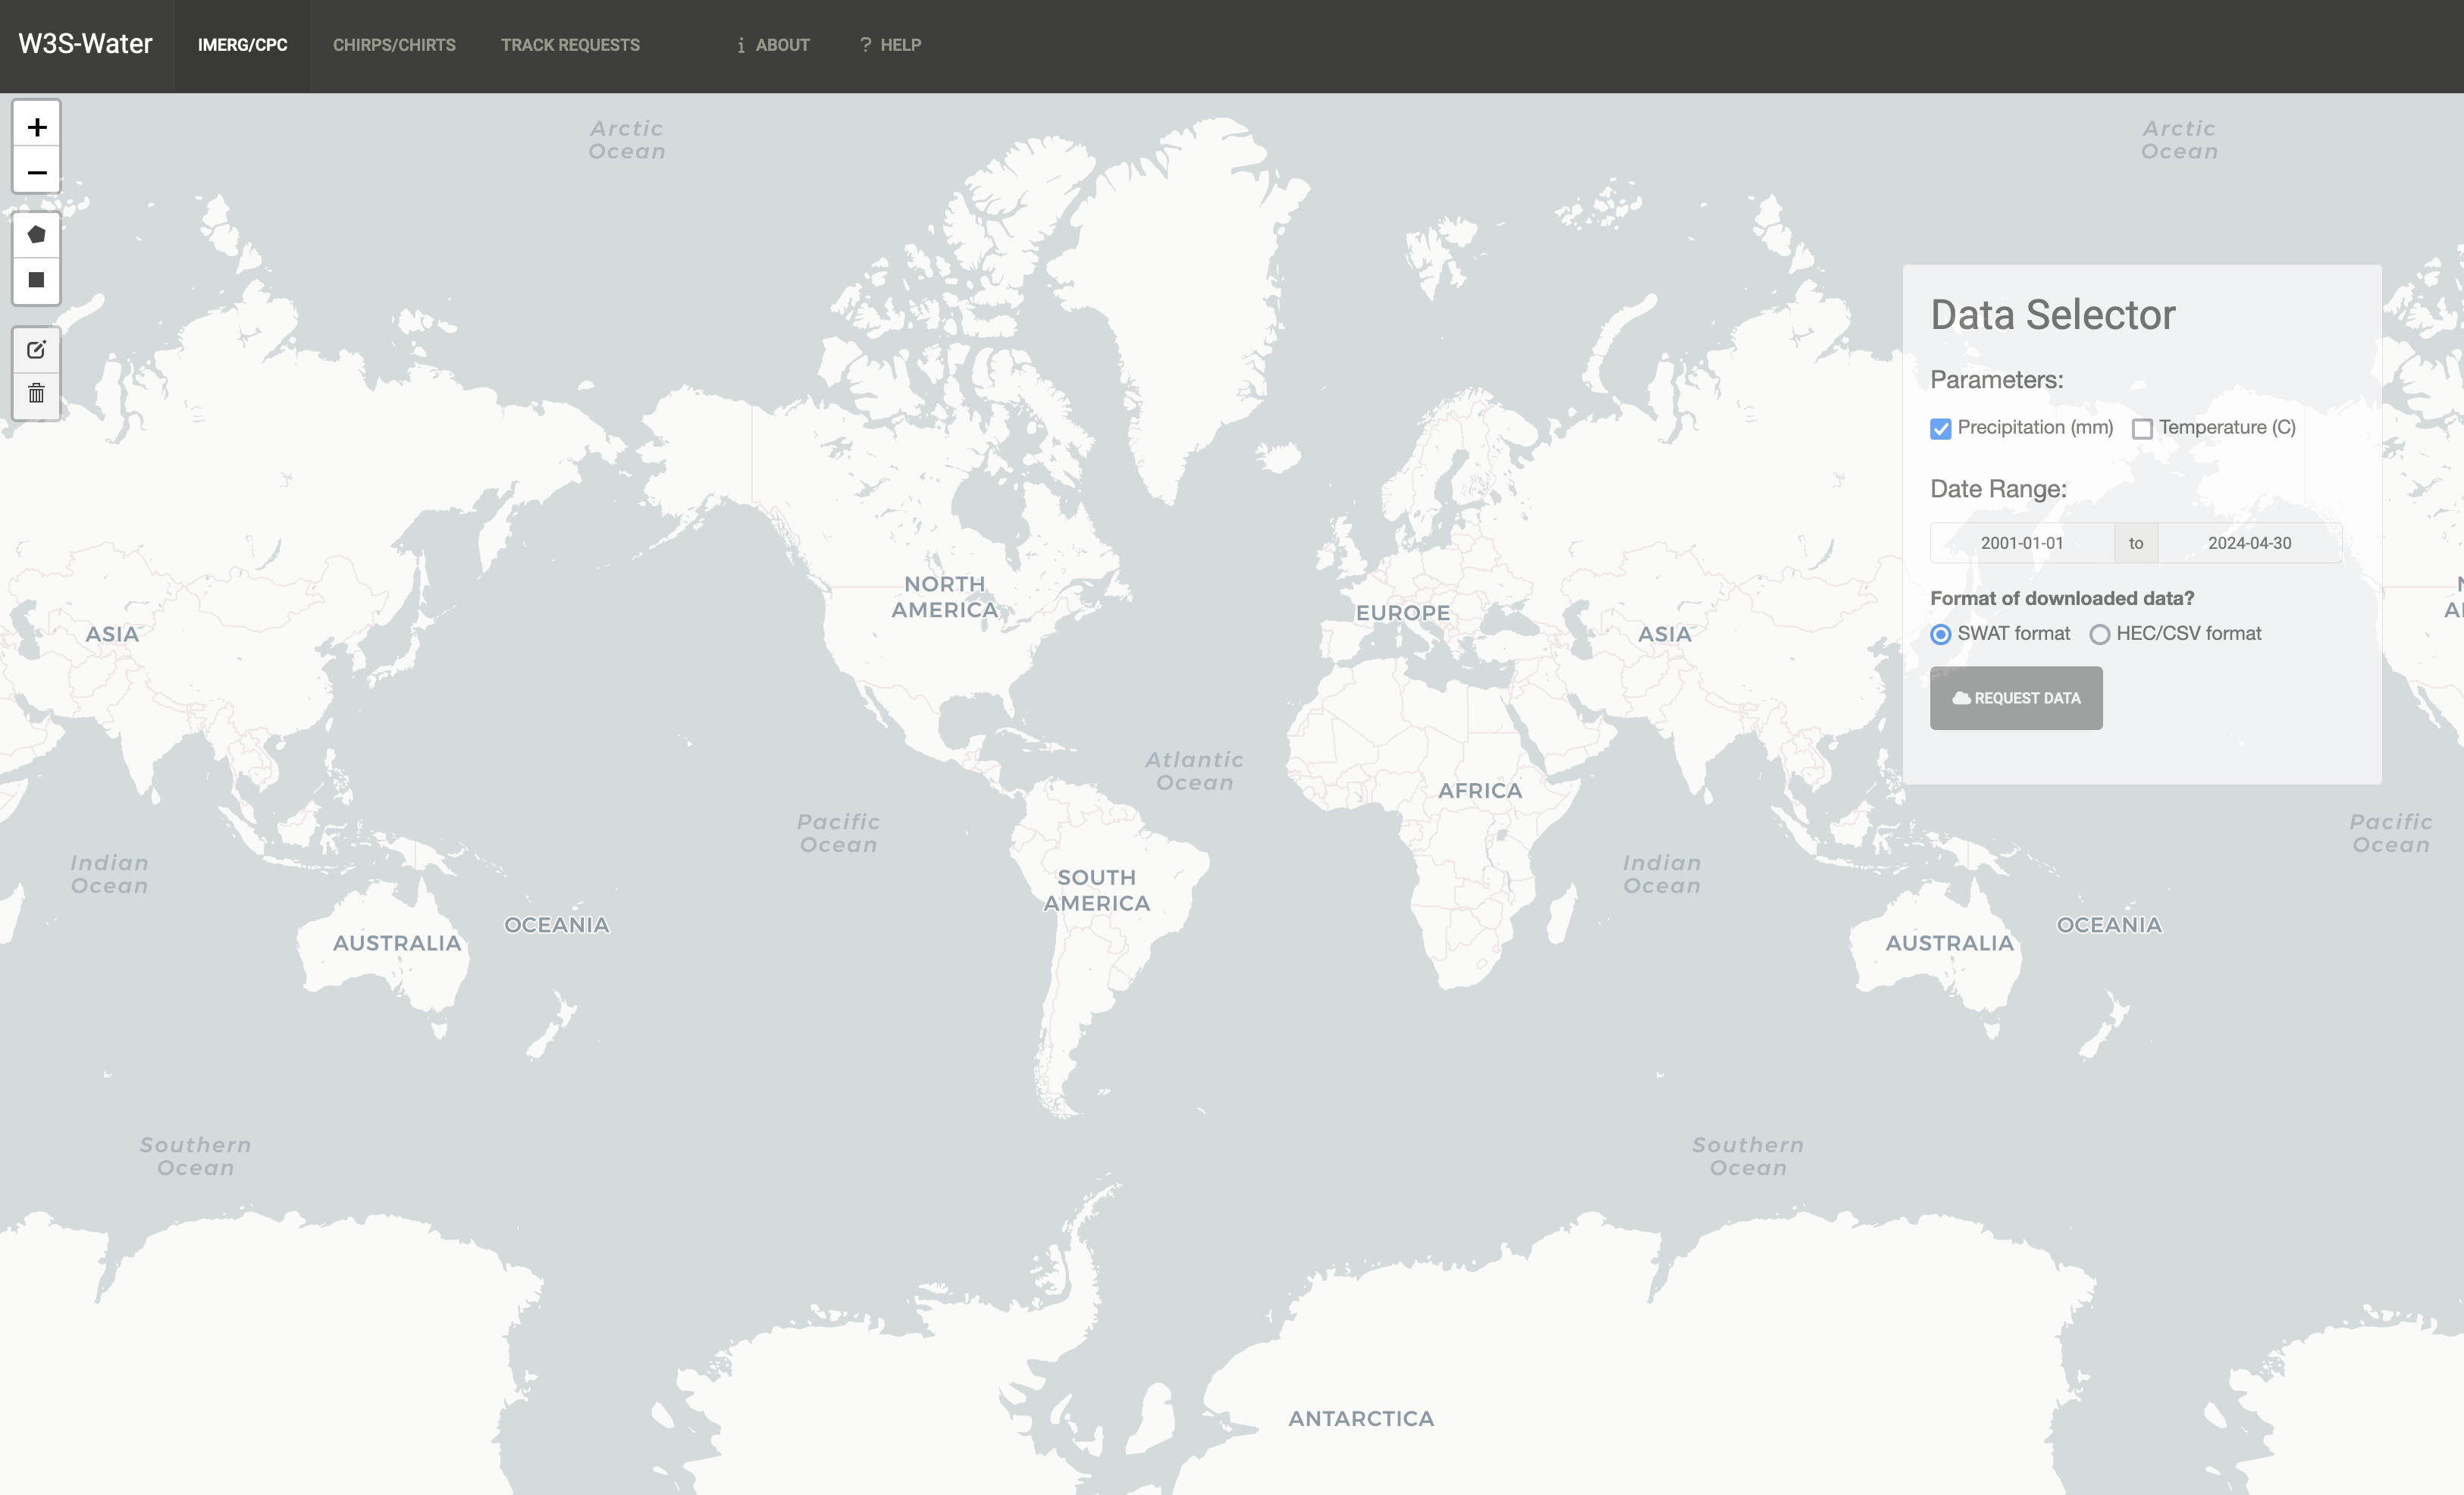 W3S-Water
IMERG/CPC
CHIRPS/CHIRTS
TRACK REQUESTS
i ABOUT
? HELP
+
−
Arctic
Ocean
Arctic
Ocean
Data Selector
Parameters:
Precipitation (mm) Temperature (C)
Date Range:
2001-01-01 to 2024-04-30
Format of downloaded data?
SWAT format HEC/CSV format
REQUEST DATA
ASIA
NORTH
AMERICA
EUROPE
ASIA
Atlantic
Ocean
AFRICA
Pacific
Ocean
Pacific
Ocean
Indian
Ocean
SOUTH
AMERICA
Indian
Ocean
AUSTRALIA
OCEANIA
AUSTRALIA
OCEANIA
Southern
Ocean
Southern
Ocean
ANTARCTICA